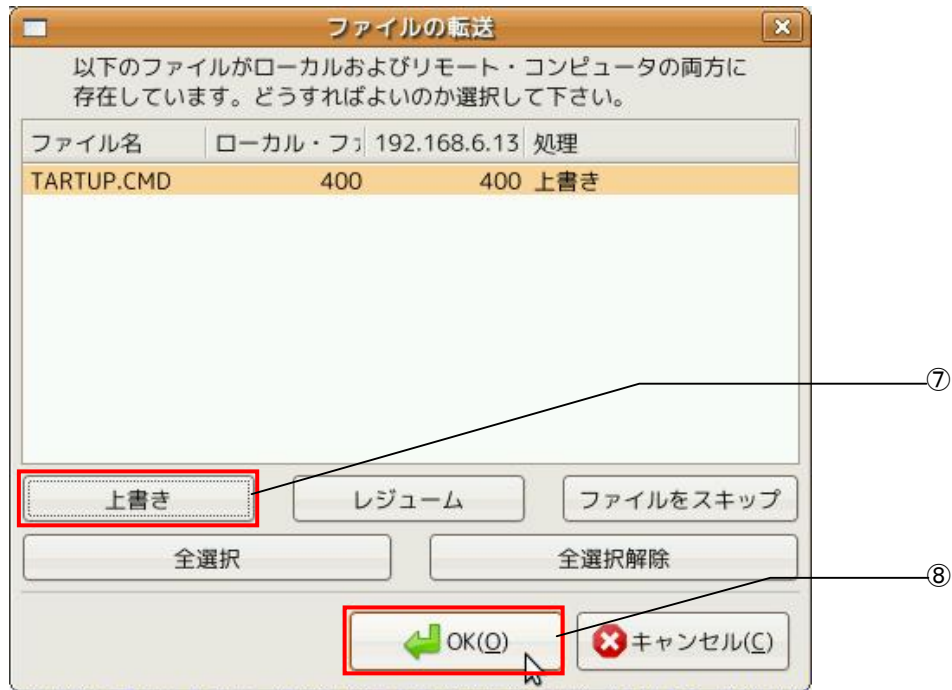 ファイルの転送
以下のファイルがローカルおよびリモート・コンピュータの両方に
存在しています。どうすればよいのか選択して下さい。
ファイル名 ローカル・ファ 192.168.6.13 処理
TARTUP.CMD 400 400 上書き
⑦
上書き レジューム ファイルをスキップ
全選択 全選択解除
⑧
OK(O) キャンセル(C)